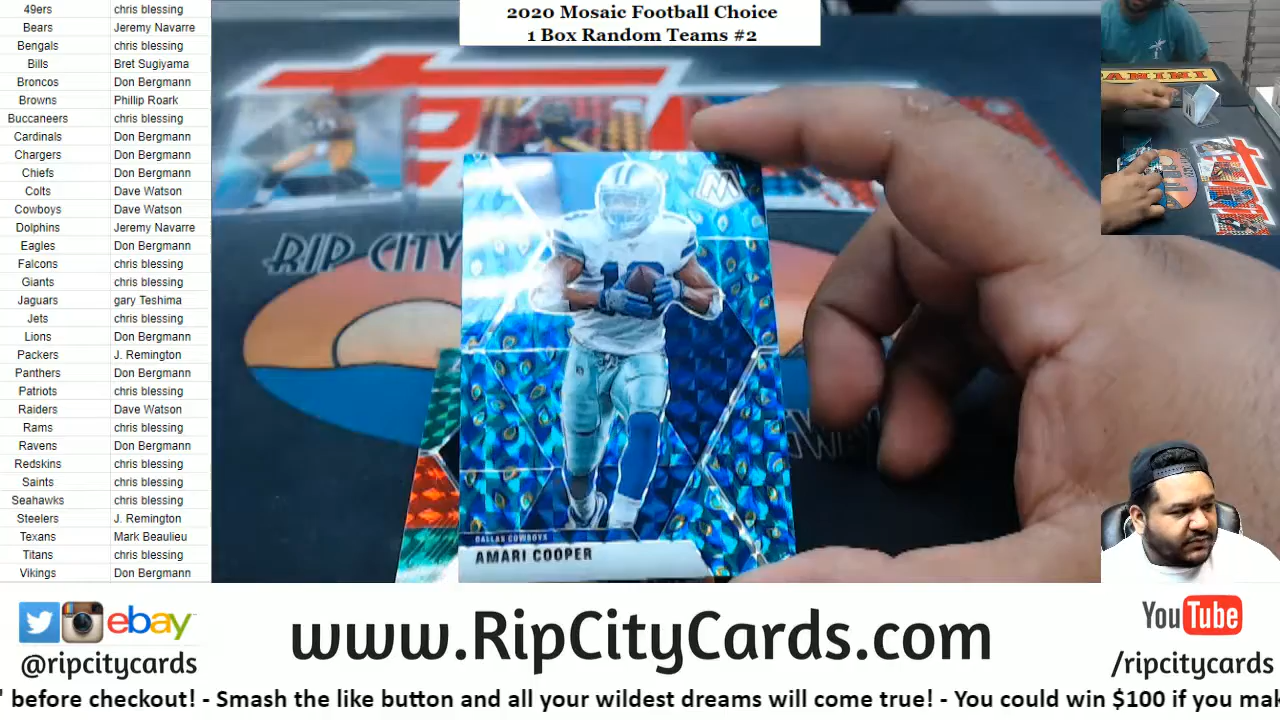 2020 Mosaic Football Choice
1 Box Random Teams #2
49ers chris blessing
Bears Jeremy Navarre
Bengals chris blessing
Bills Bret Sugiyama
Broncos Don Bergmann
Browns Phillip Roark
Buccaneers chris blessing
Cardinals Don Bergmann
Chargers Don Bergmann
Chiefs Don Bergmann
Colts Dave Watson
Cowboys Dave Watson
Dolphins Jeremy Navarre
Eagles Don Bergmann
Falcons chris blessing
Giants chris blessing
Jaguars gary Teshima
Jets chris blessing
Lions Don Bergmann
Packers J. Remington
Panthers Don Bergmann
Patriots chris blessing
Raiders Dave Watson
Rams chris blessing
Ravens Don Bergmann
Redskins chris blessing
Saints chris blessing
Seahawks chris blessing
Steelers J. Remington
Texans Mark Beaulieu
Titans chris blessing
Vikings Don Bergmann
RIP CITY
PANINI
19
DALLAS COWBOYS
AMARI COOPER
ebay
@ripcitycards
www.RipCityCards.com
YouTube
/ripcitycards
" before checkout! - Smash the like button and all your wildest dreams will come true! - You could win $100 if you mak